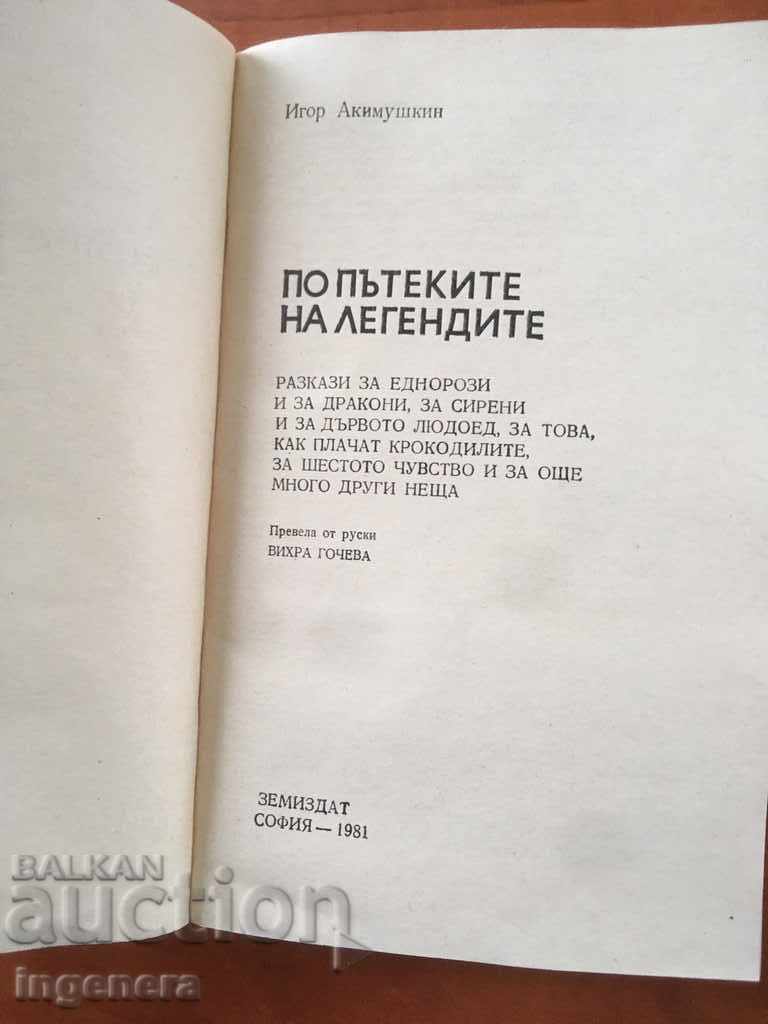 Игор Акимушкин
ПО ПЪТЕКИТЕ
НА ЛЕГЕНДИТЕ
РАЗКАЗИ ЗА ЕДНОРОЗИ
И ЗА ДРАКОНИ, ЗА СИРЕНИ
И ЗА ДЪРВОТО ЛЮДОЕД, ЗА ТОВА,
КАК ПЛАЧАТ КРОКОДИЛИТЕ,
ЗА ШЕСТОТО ЧУВСТВО И ЗА ОЩЕ
МНОГО ДРУГИ НЕЩА
Превела от руски
ВИХРА ГОЧЕВА
ЗЕМИЗДАТ
СОФИЯ — 1981
BALKAN
auction
ingenera